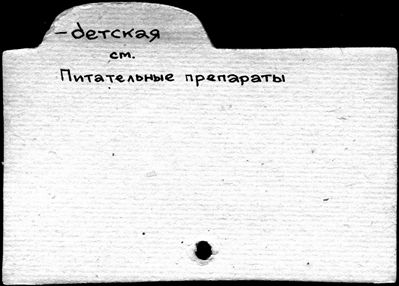 -детская
см.
Питательные препараты